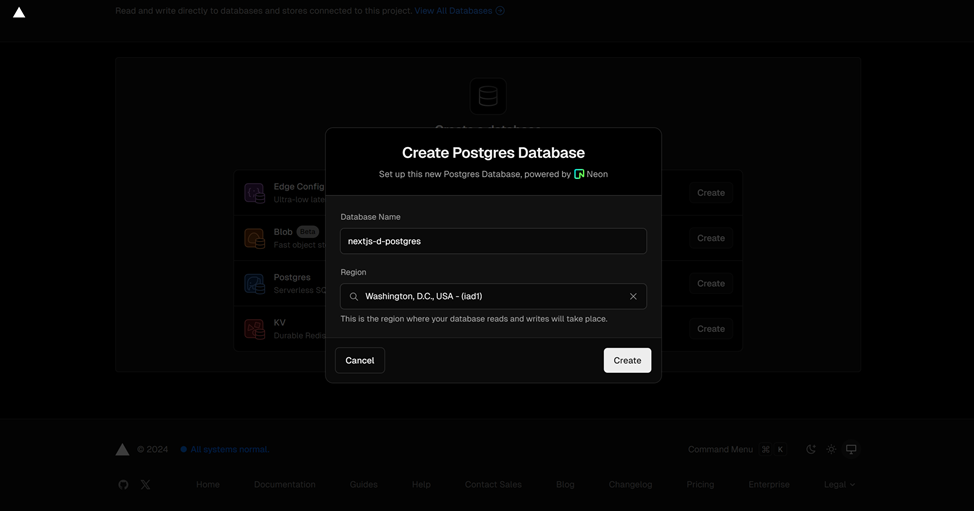 Read and write directly to databases and stores connected to this project. View All Databases
Create a database
Create Postgres Database
Set up this new Postgres Database, powered by Neon
Edge Config
Ultra-low late
Create
Database Name
nextjs-d-postgres
Blob Beta
Fast object st
Create
Region
Postgres
Serverless SQ
Create
Washington, D.C., USA - (iad1)
This is the region where your database reads and writes will take place.
KV
Durable Redis
Create
Cancel
Create
© 2024
All systems normal.
Command Menu ⌘ K
Home
Documentation
Guides
Help
Contact Sales
Blog
Changelog
Pricing
Enterprise
Legal